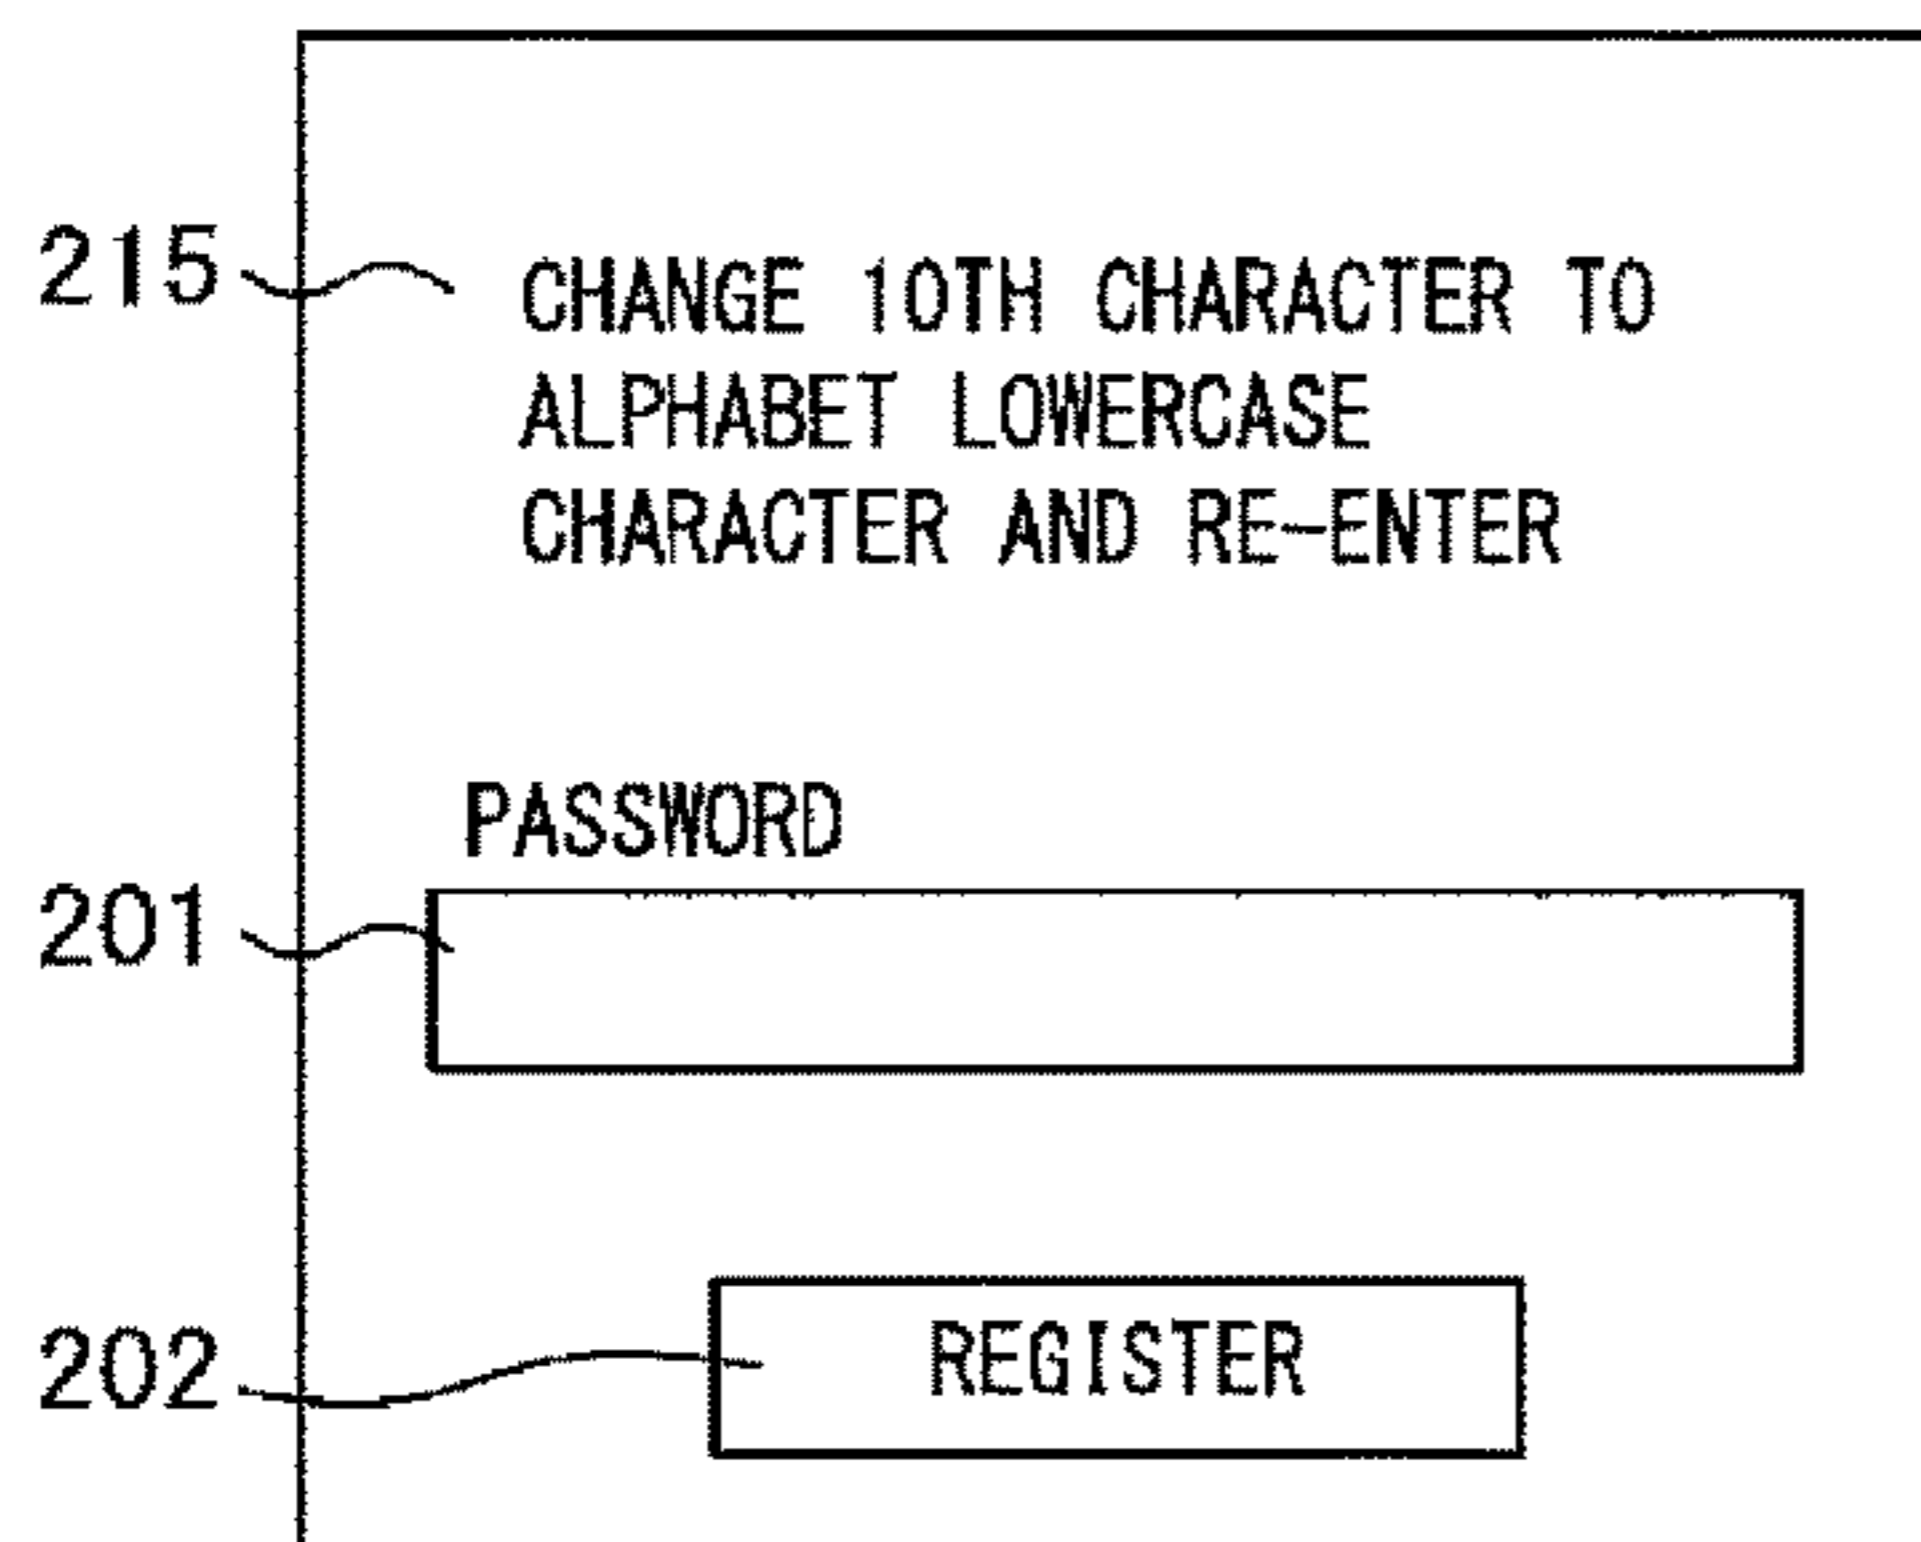 215 CHANGE 10TH CHARACTER TO
ALPHABET LOWERCASE
CHARACTER AND RE-ENTER
PASSWORD
201
202 REGISTER